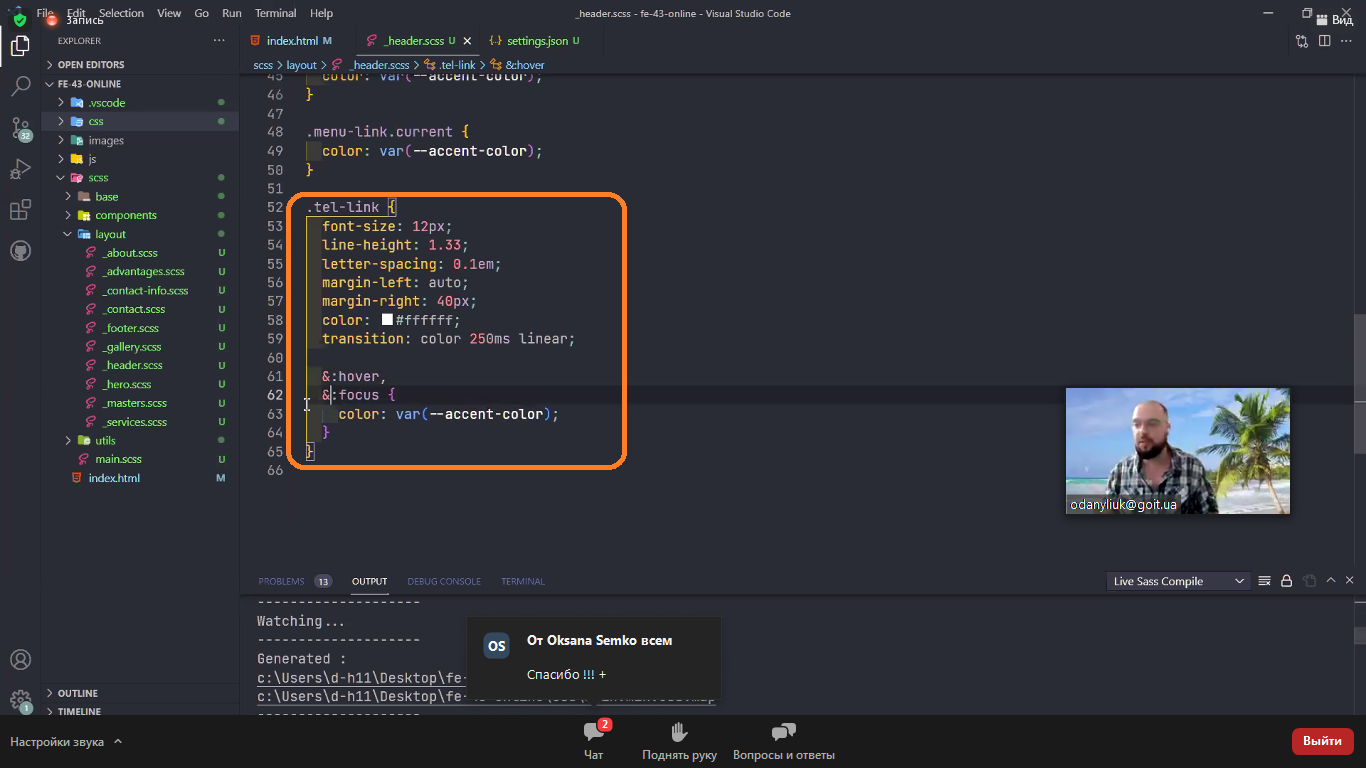 File Edit Selection View Go Run Terminal Help
_header.scss - fe-43-online - Visual Studio Code
Запись
Вид
EXPLORER
index.html M
_header.scss U
{..} settings.json U
OPEN EDITORS
scss > layout > _header.scss > .tel-link > &:hover
FE-43-ONLINE
.vscode
css
images
js
scss
base
components
layout
_about.scss U
_advantages.scss U
_contact-info.scss U
_contact.scss U
_footer.scss U
_gallery.scss U
_header.scss U
_hero.scss U
_masters.scss U
_services.scss U
utils
main.scss U
index.html M
OUTLINE
TIMELINE
32
1
45 color: var(--accent-color);
46 }
47
48 .menu-link.current {
49 color: var(--accent-color);
50 }
51
52 .tel-link {
53 font-size: 12px;
54 line-height: 1.33;
55 letter-spacing: 0.1em;
56 margin-left: auto;
57 margin-right: 40px;
58 color: #ffffff;
59 transition: color 250ms linear;
60
61 &:hover,
62 &:focus {
63 color: var(--accent-color);
64 }
65 }
66
odanyliuk@goit.ua
PROBLEMS 13 OUTPUT DEBUG CONSOLE TERMINAL
Live Sass Compile
--------------------
Watching...
--------------------
Generated :
c:\Users\d-h11\Desktop\fe-
c:\Users\d-h11\Desktop\fe-
--------------------
OS
От Oksana Semko всем
Спасибо !!! +
Настройки звука
2
Чат
Поднять руку
Вопросы и ответы
Выйти